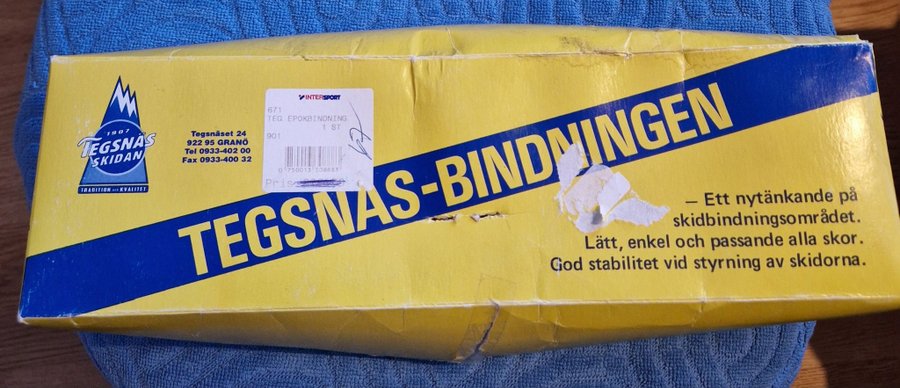 1907
TEGSNÄS
SKIDAN
TRADITION OCH KVALITET
Tegsnäset 24
922 95 GRANÖ
Tel 0933-402 00
Fax 0933-400 32
INTERSPORT
671
TEG EPOKBINDNING
1 ST
901
Pris
TEGSNÄS-BINDNINGEN
– Ett nytänkande på
skidbindningsområdet.
Lätt, enkel och passande alla skor.
God stabilitet vid styrning av skidorna.